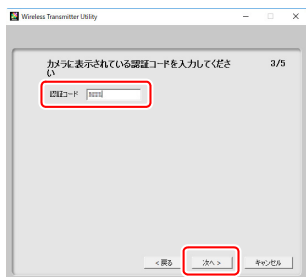 Wireless Transmitter Utility
カメラに表示されている認証コードを入力してくださ
い
3/5
認証コード
< 戻る
次へ >
キャンセル